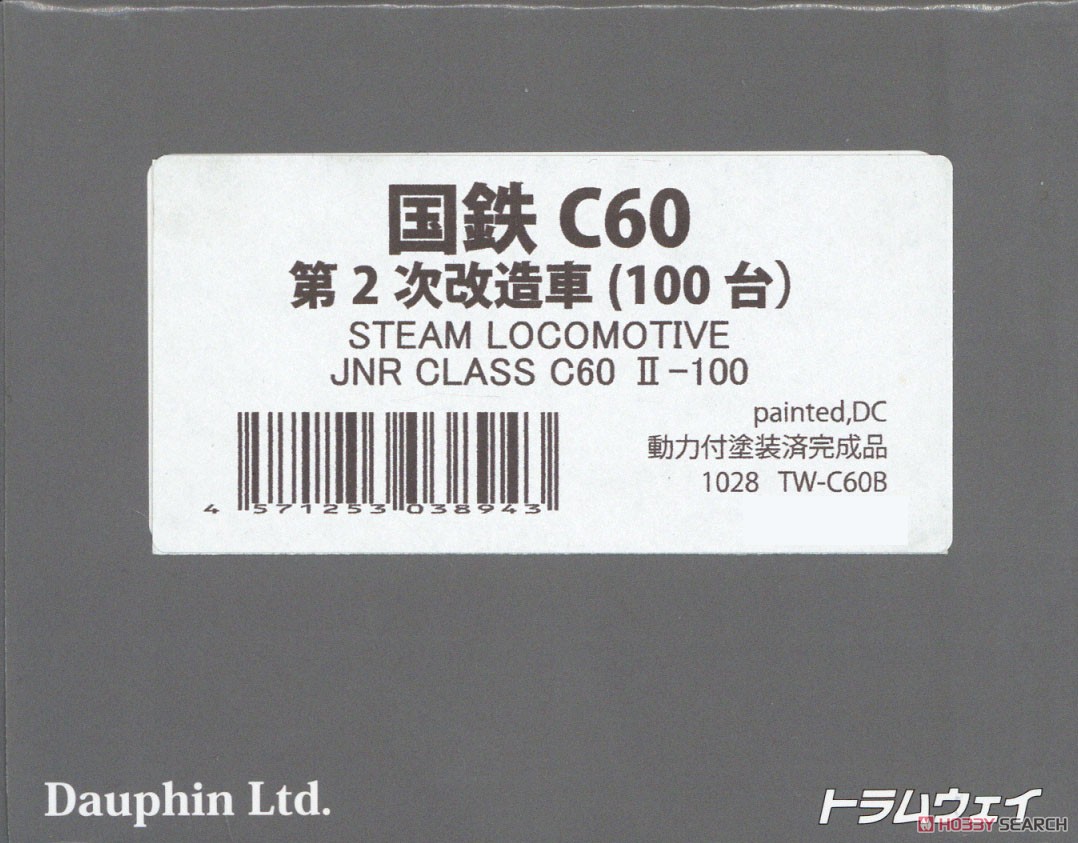 国鉄 C60
第 2 次改造車 (100 台)
STEAM LOCOMOTIVE
JNR CLASS C60 Ⅱ-100
painted,DC
動力付塗装済完成品
1028 TW-C60B
4 571253 038943
Dauphin Ltd.
トラムウェイ
HOBBY SEARCH